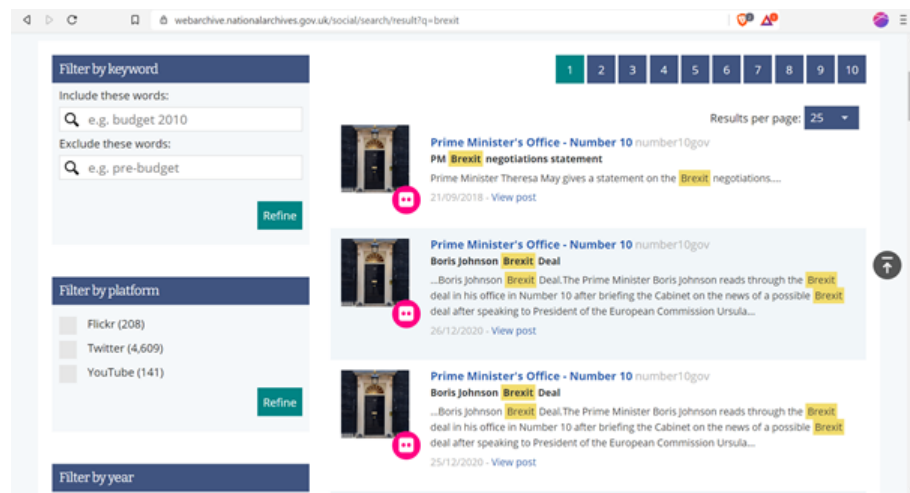 webarchive.nationalarchives.gov.uk/social/search/result?q=brexit
Filter by keyword
Include these words:
e.g. budget 2010
Exclude these words:
e.g. pre-budget
Refine
Filter by platform
Flickr (208)
Twitter (4,609)
YouTube (141)
Refine
Filter by year
1 2 3 4 5 6 7 8 9 10
Results per page: 25
Prime Minister's Office - Number 10 number10gov
PM Brexit negotiations statement
Prime Minister Theresa May gives a statement on the Brexit negotiations....
21/09/2018 - View post
Prime Minister's Office - Number 10 number10gov
Boris Johnson Brexit Deal
...Boris Johnson Brexit Deal.The Prime Minister Boris Johnson reads through the Brexit
deal in his office in Number 10 after briefing the Cabinet on the news of a possible Brexit
deal after speaking to President of the European Commission Ursula...
26/12/2020 - View post
Prime Minister's Office - Number 10 number10gov
Boris Johnson Brexit Deal
...Boris Johnson Brexit Deal.The Prime Minister Boris Johnson reads through the Brexit
deal in his office in Number 10 after briefing the Cabinet on the news of a possible Brexit
deal after speaking to President of the European Commission Ursula...
25/12/2020 - View post